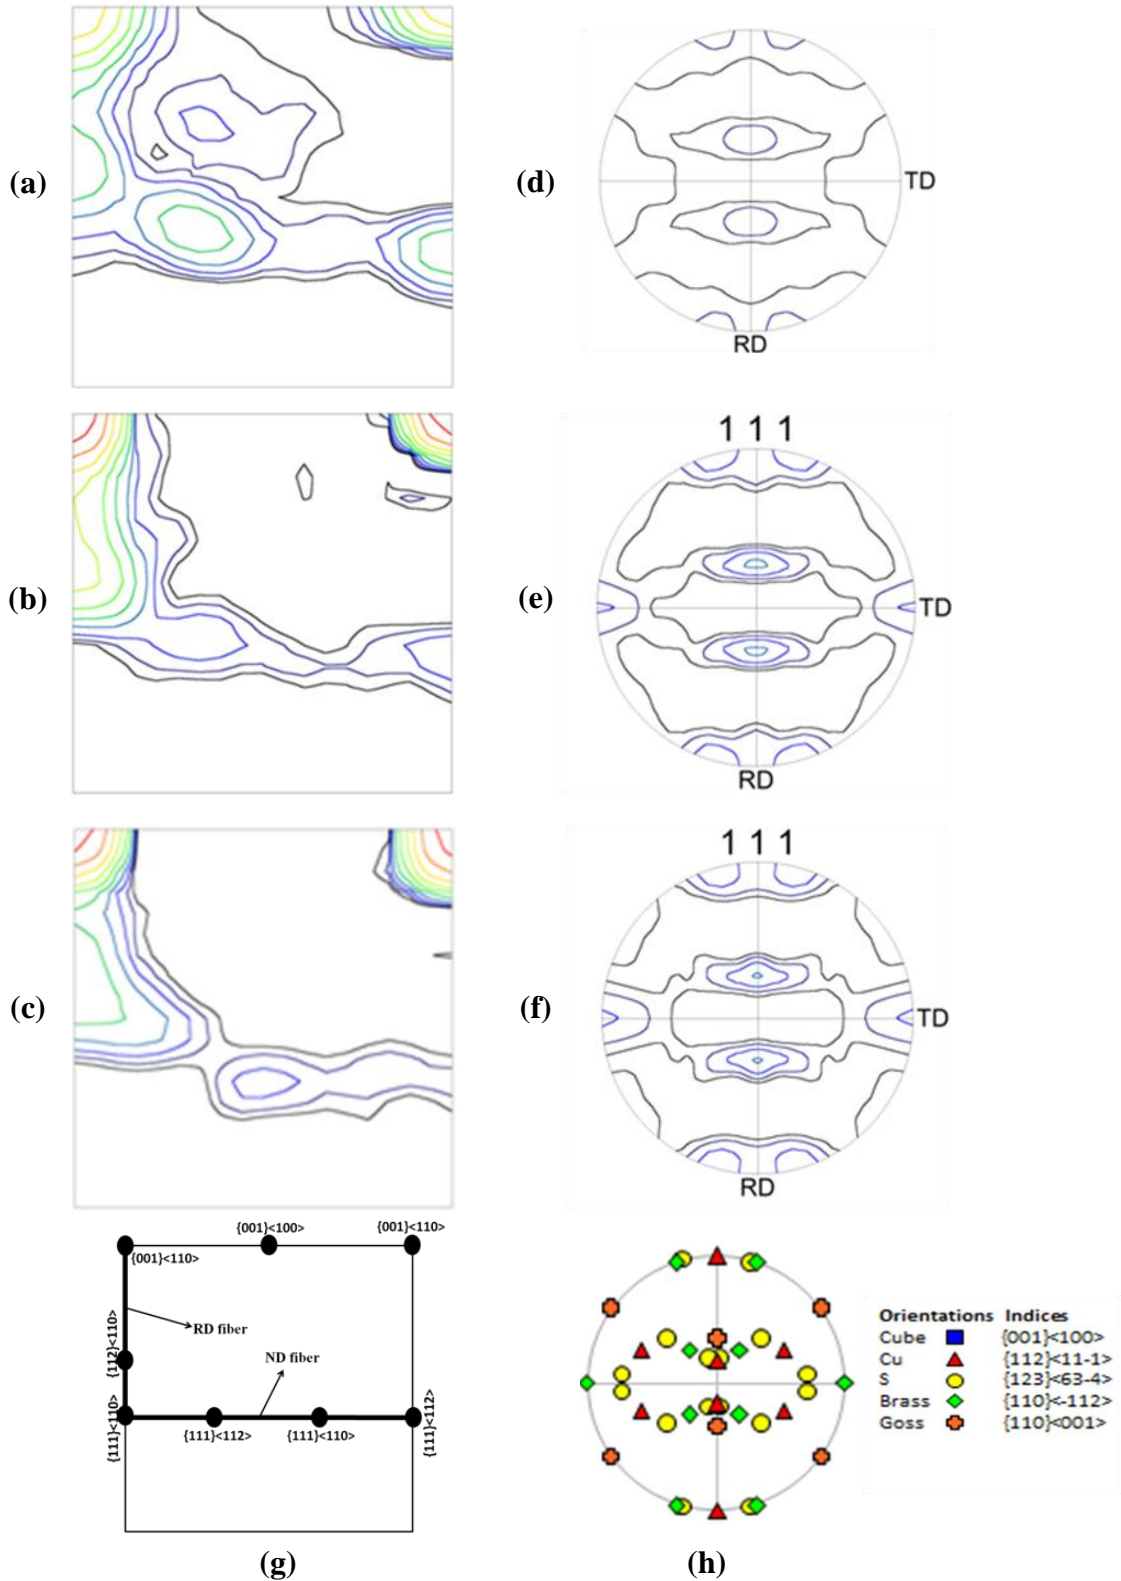 (a)
(d)
TD
RD
1 1 1
(b)
(e)
TD
RD
1 1 1
(c)
(f)
TD
RD
{001}<100>
{001}<110>
{001}<110>
RD fiber
{112}<110>
ND fiber
{111}<110>
{111}<112>
{111}<110>
{111}<112>
Orientations Indices
Cube {001}<100>
Cu {112}<11-1>
S {123}<63-4>
Brass {110}<-112>
Goss {110}<001>
(g)
(h)